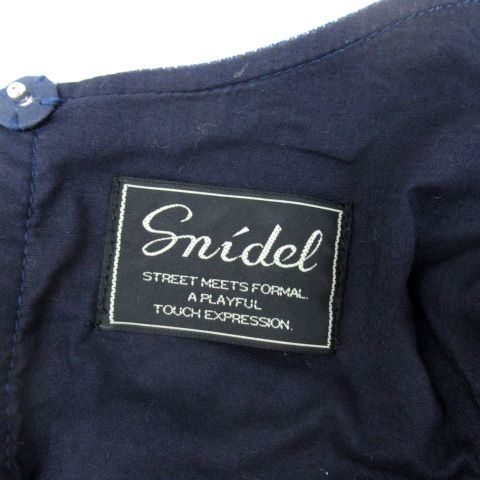 Snidel
STREET MEETS FORMAL.
A PLAYFUL
TOUCH EXPRESSION.